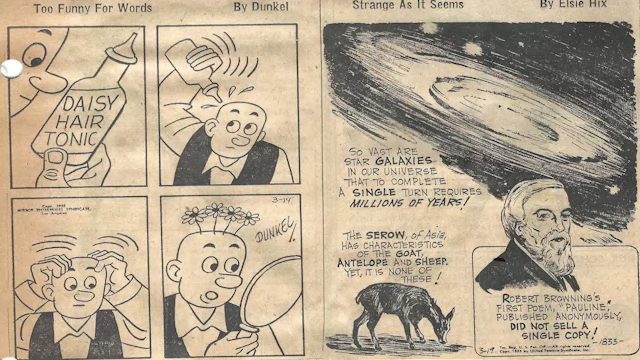 Too Funny For Words
By Dunkel
DAISY
HAIR
TONIC
3-19
DUNKEL!
Strange As It Seems
By Elsie Hix
SO VAST ARE
STAR GALAXIES
IN OUR UNIVERSE
THAT TO COMPLETE
A SINGLE TURN REQUIRES
MILLIONS OF YEARS!
THE SEROW, OF ASIA,
HAS CHARACTERISTICS
OF THE GOAT,
ANTELOPE AND SHEEP.
YET, IT IS NONE OF
THESE!
ROBERT BROWNING'S
FIRST POEM, "PAULINE,"
PUBLISHED ANONYMOUSLY,
DID NOT SELL A
SINGLE COPY!
-1833-
3-19